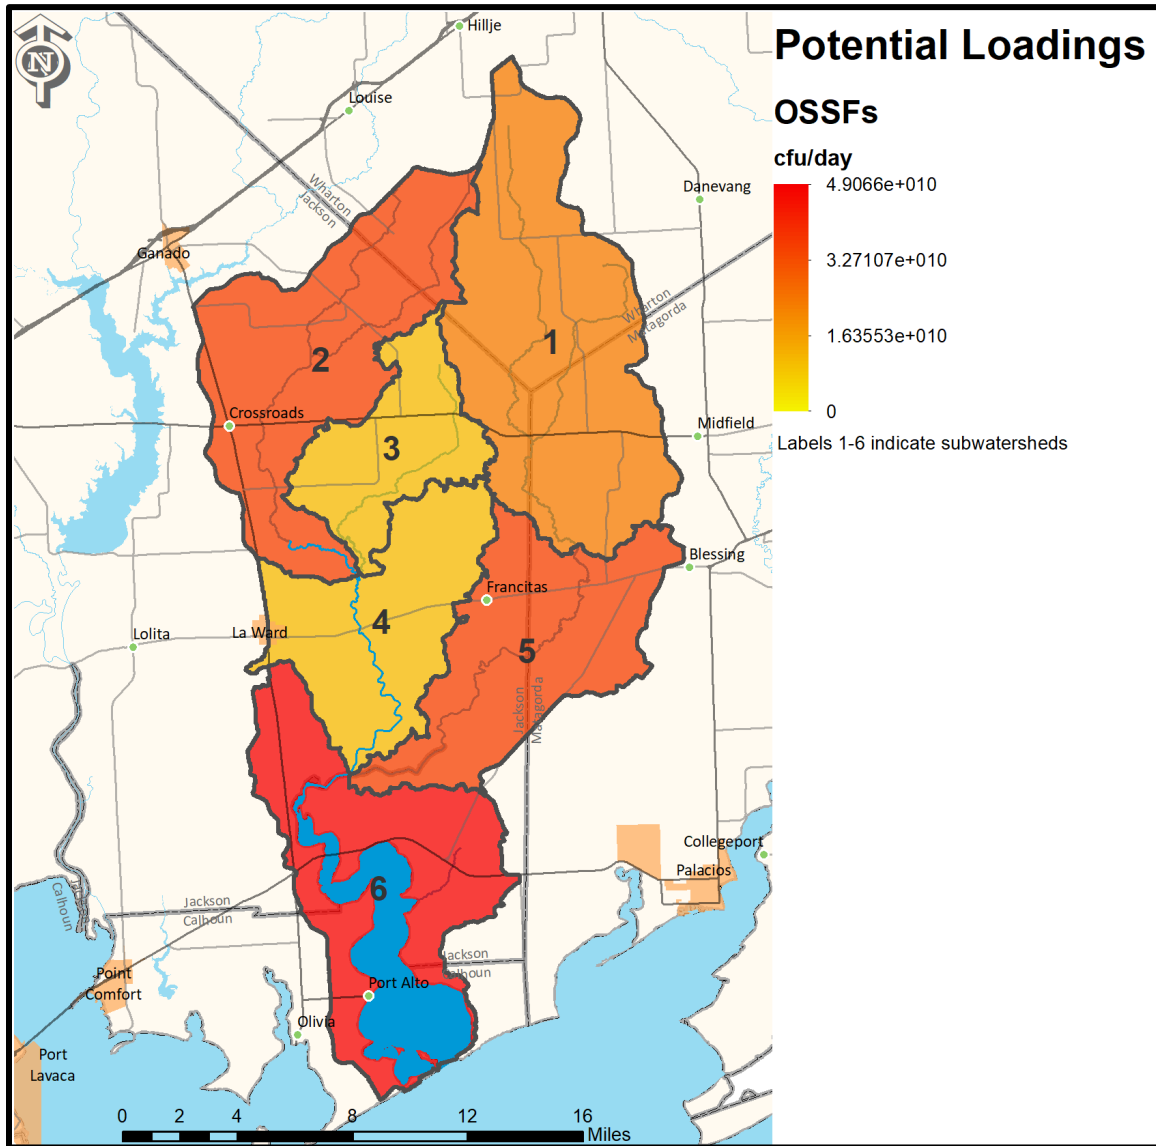 Potential Loadings
OSSFs
cfu/day
4.9066e+010
3.27107e+010
1.63553e+010
0
Labels 1-6 indicate subwatersheds
N
Hillje
Louise
Danevang
Wharton
Jackson
Ganado
Wharton
Matagorda
1
2
Crossroads
Midfield
3
Blessing
Francitas
4
La Ward
Lolita
5
Jackson
Matagorda
Collegeport
Palacios
6
Jackson
Calhoun
Jackson
Calhoun
Jackson
Calhoun
Point
Comfort
Port Alto
Olivia
Port
Lavaca
0 2 4 8 12 16
Miles